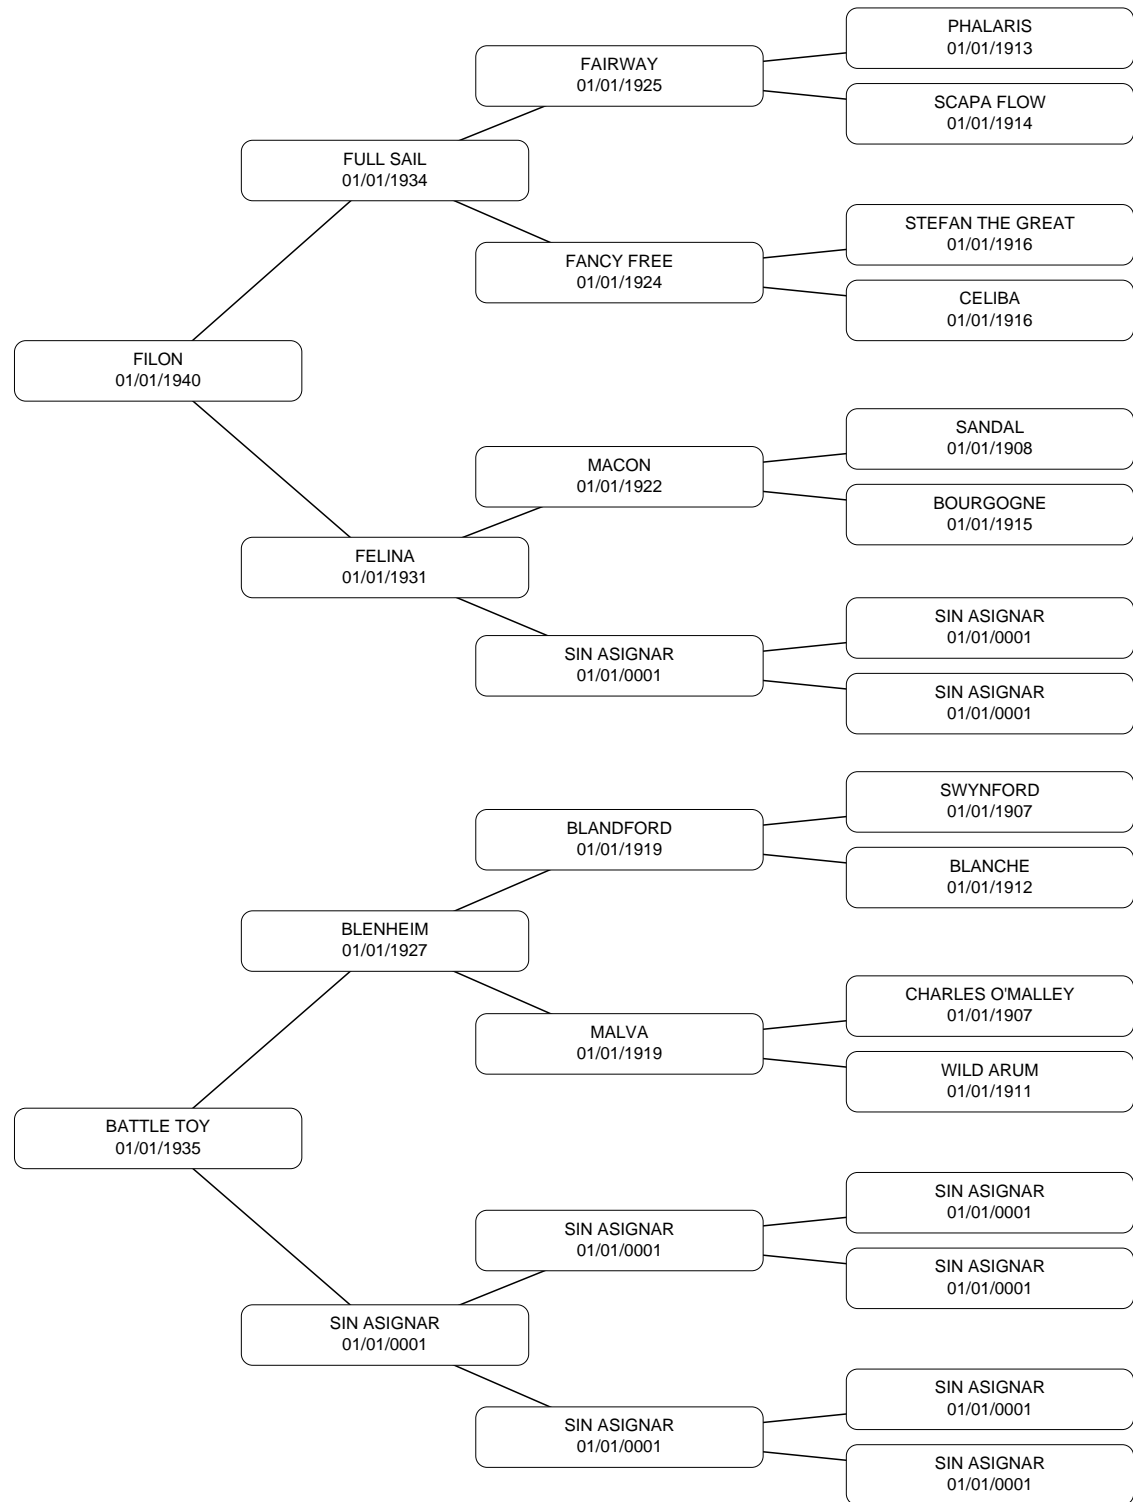 PHALARIS
01/01/1913
FAIRWAY
01/01/1925
SCAPA FLOW
01/01/1914
FULL SAIL
01/01/1934
STEFAN THE GREAT
01/01/1916
FANCY FREE
01/01/1924
CELIBA
01/01/1916
FILON
01/01/1940
SANDAL
01/01/1908
MACON
01/01/1922
BOURGOGNE
01/01/1915
FELINA
01/01/1931
SIN ASIGNAR
01/01/0001
SIN ASIGNAR
01/01/0001
SIN ASIGNAR
01/01/0001
SWYNFORD
01/01/1907
BLANDFORD
01/01/1919
BLANCHE
01/01/1912
BLENHEIM
01/01/1927
CHARLES O'MALLEY
01/01/1907
MALVA
01/01/1919
WILD ARUM
01/01/1911
BATTLE TOY
01/01/1935
SIN ASIGNAR
01/01/0001
SIN ASIGNAR
01/01/0001
SIN ASIGNAR
01/01/0001
SIN ASIGNAR
01/01/0001
SIN ASIGNAR
01/01/0001
SIN ASIGNAR
01/01/0001
SIN ASIGNAR
01/01/0001